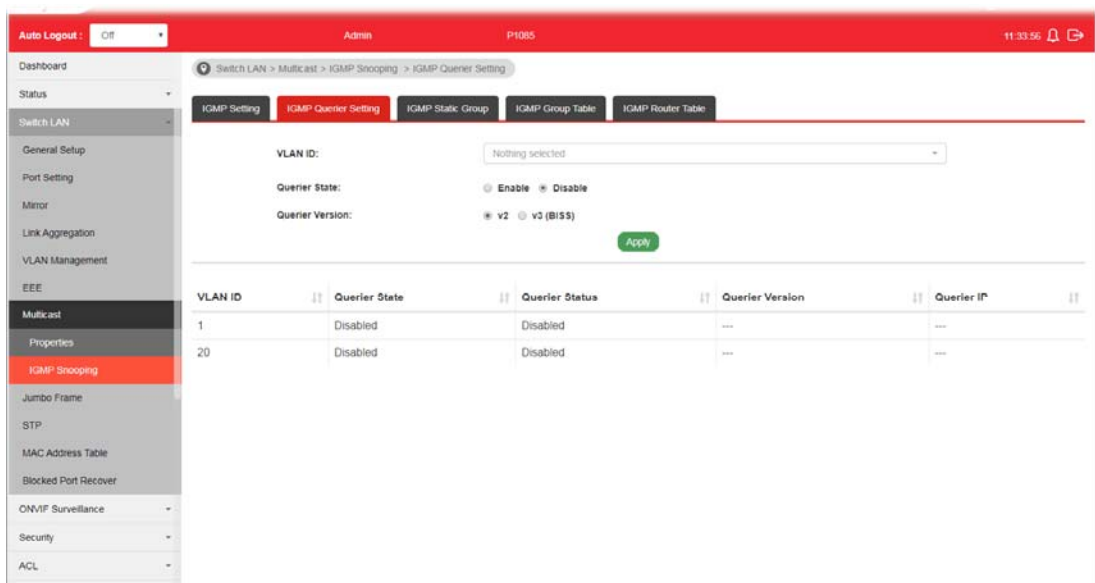 Auto Logout : Off Admin P1085 11:33:56
Dashboard
Status
Switch LAN
General Setup
Port Setting
Mirror
Link Aggregation
VLAN Management
EEE
Multicast
Properties
IGMP Snooping
Jumbo Frame
STP
MAC Address Table
Blocked Port Recover
ONVIF Surveillance
Security
ACL
Switch LAN > Multicast > IGMP Snooping > IGMP Querier Setting
IGMP Setting IGMP Querier Setting IGMP Static Group IGMP Group Table IGMP Router Table
VLAN ID: Nothing selected
Querier State: Enable Disable
Querier Version: v2 v3 (BISS)
Apply
VLAN ID Querier State Querier Status Querier Version Querier IP
1 Disabled Disabled --- ---
20 Disabled Disabled --- ---